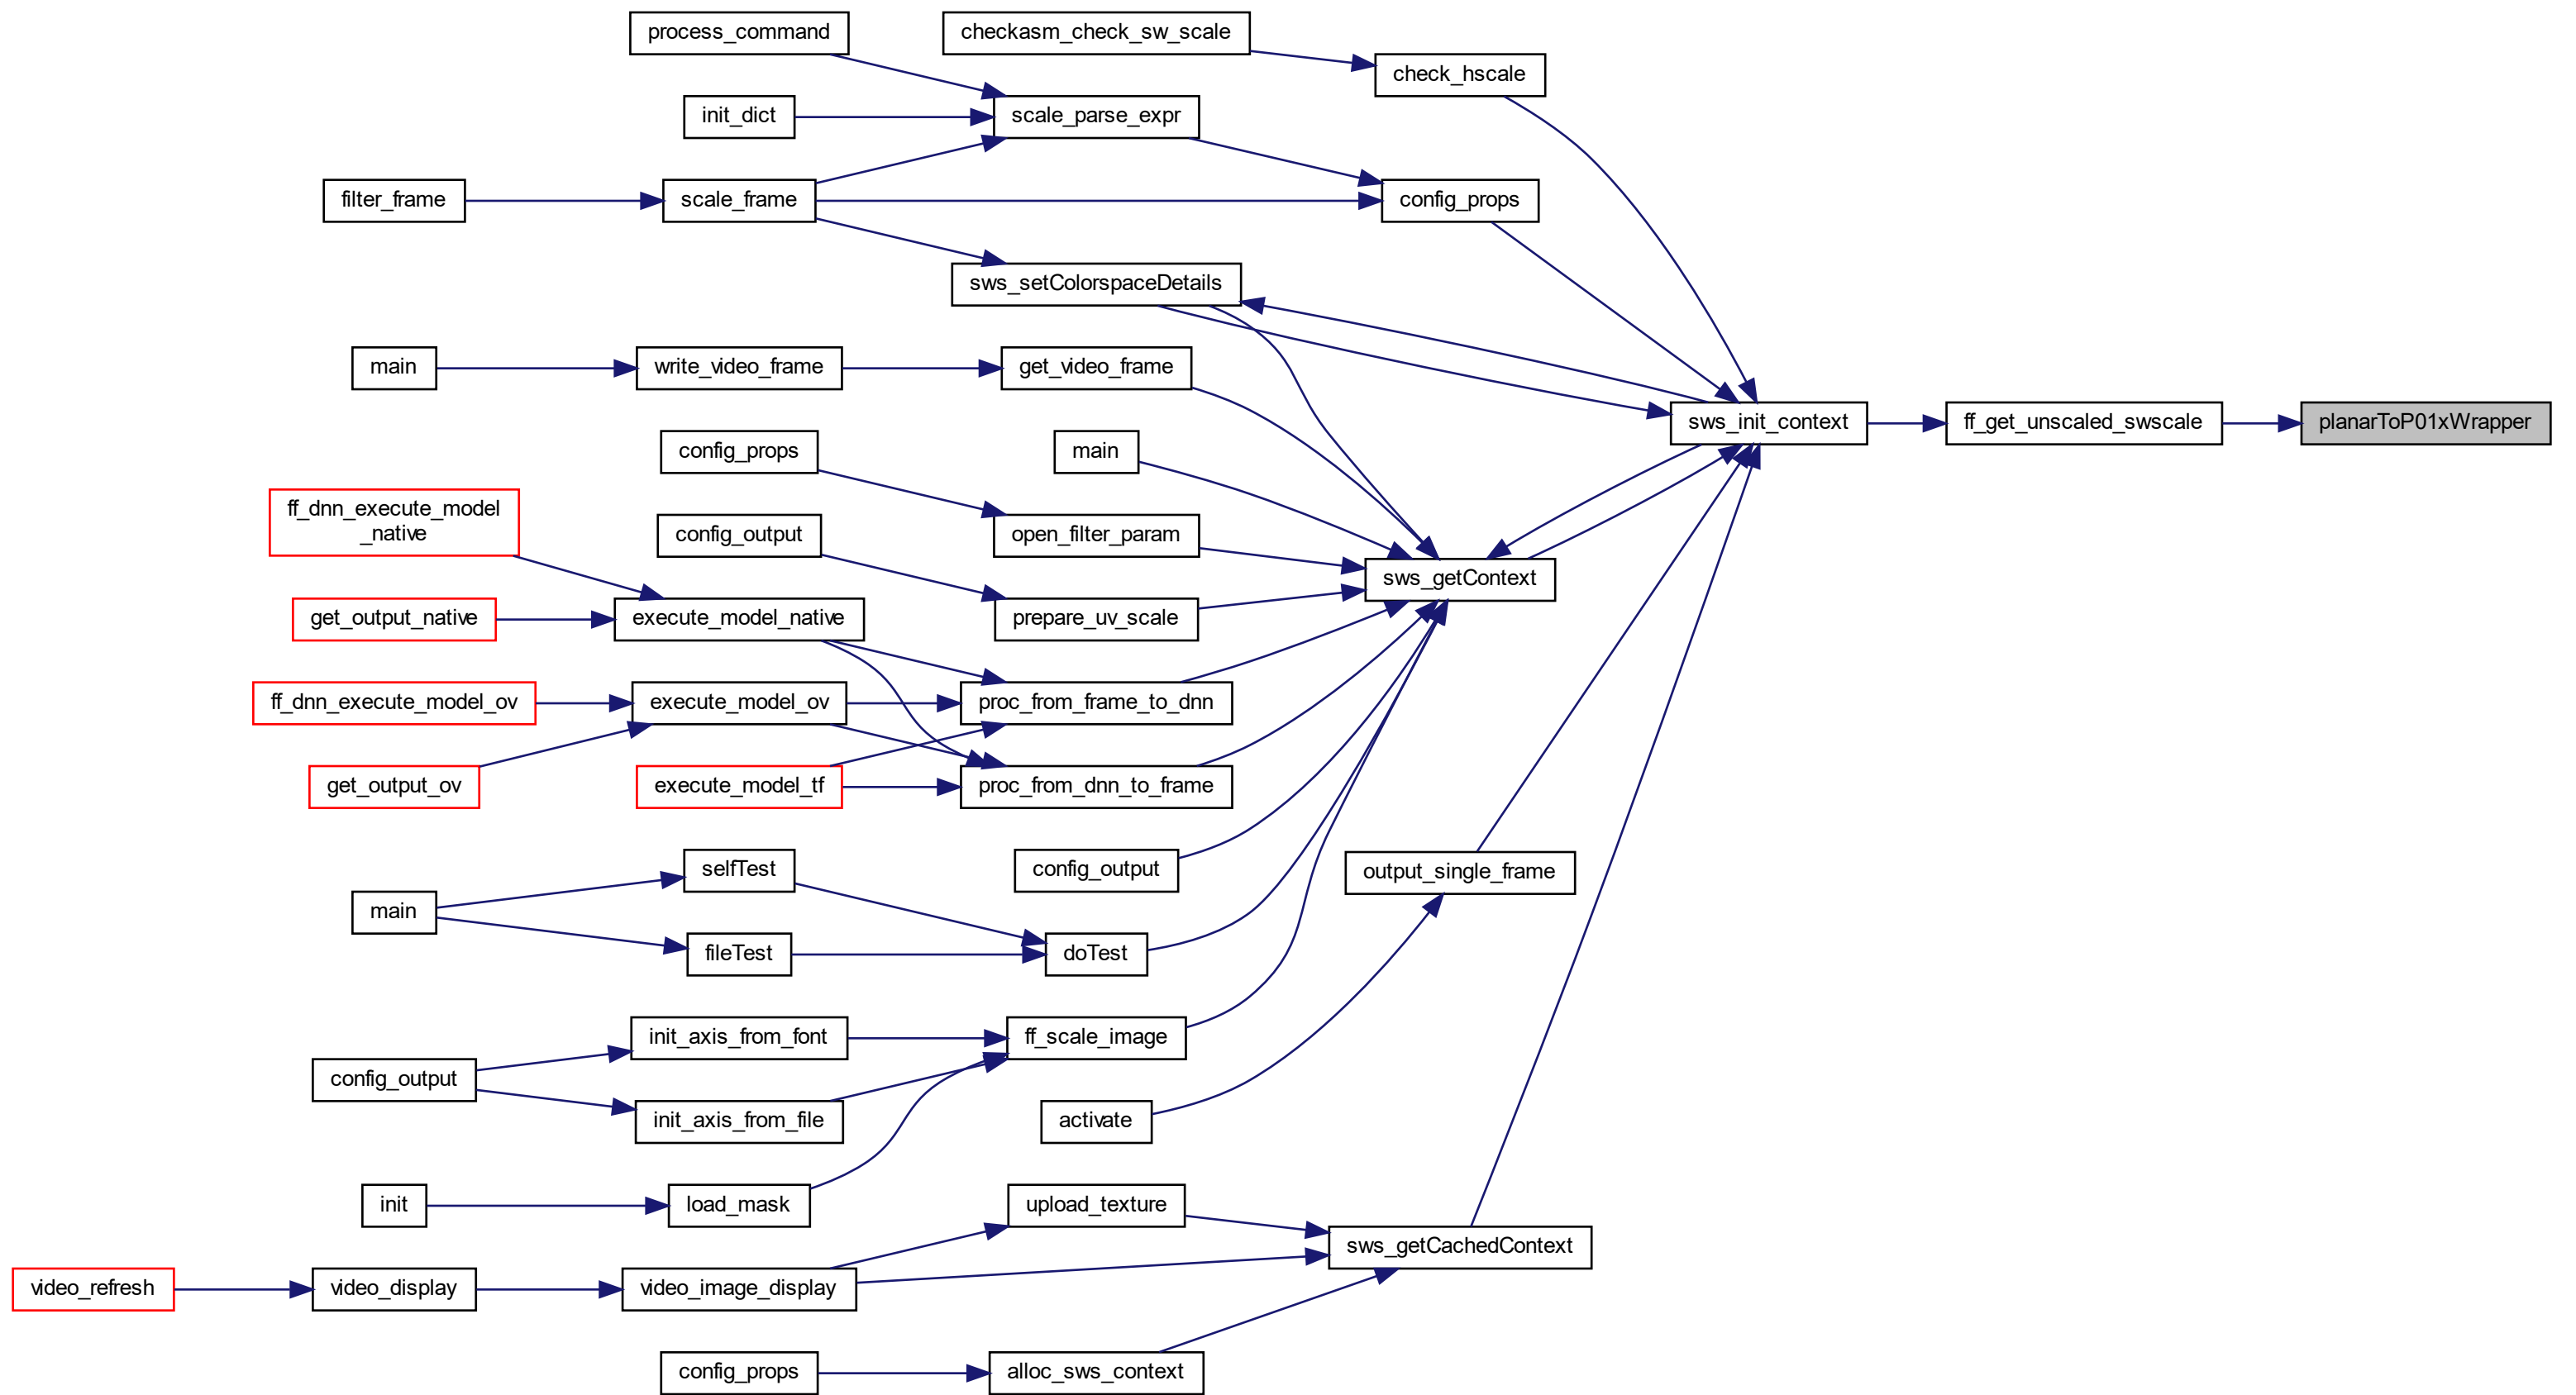 process_command
checkasm_check_sw_scale
check_hscale
init_dict
scale_parse_expr
filter_frame
scale_frame
config_props
sws_setColorspaceDetails
main
write_video_frame
get_video_frame
sws_init_context
ff_get_unscaled_swscale
planarToP01xWrapper
config_props
main
ff_dnn_execute_model
_native
config_output
open_filter_param
sws_getContext
get_output_native
execute_model_native
prepare_uv_scale
ff_dnn_execute_model_ov
execute_model_ov
proc_from_frame_to_dnn
get_output_ov
execute_model_tf
proc_from_dnn_to_frame
selfTest
config_output
output_single_frame
main
fileTest
doTest
init_axis_from_font
ff_scale_image
config_output
init_axis_from_file
activate
init
load_mask
upload_texture
sws_getCachedContext
video_refresh
video_display
video_image_display
config_props
alloc_sws_context